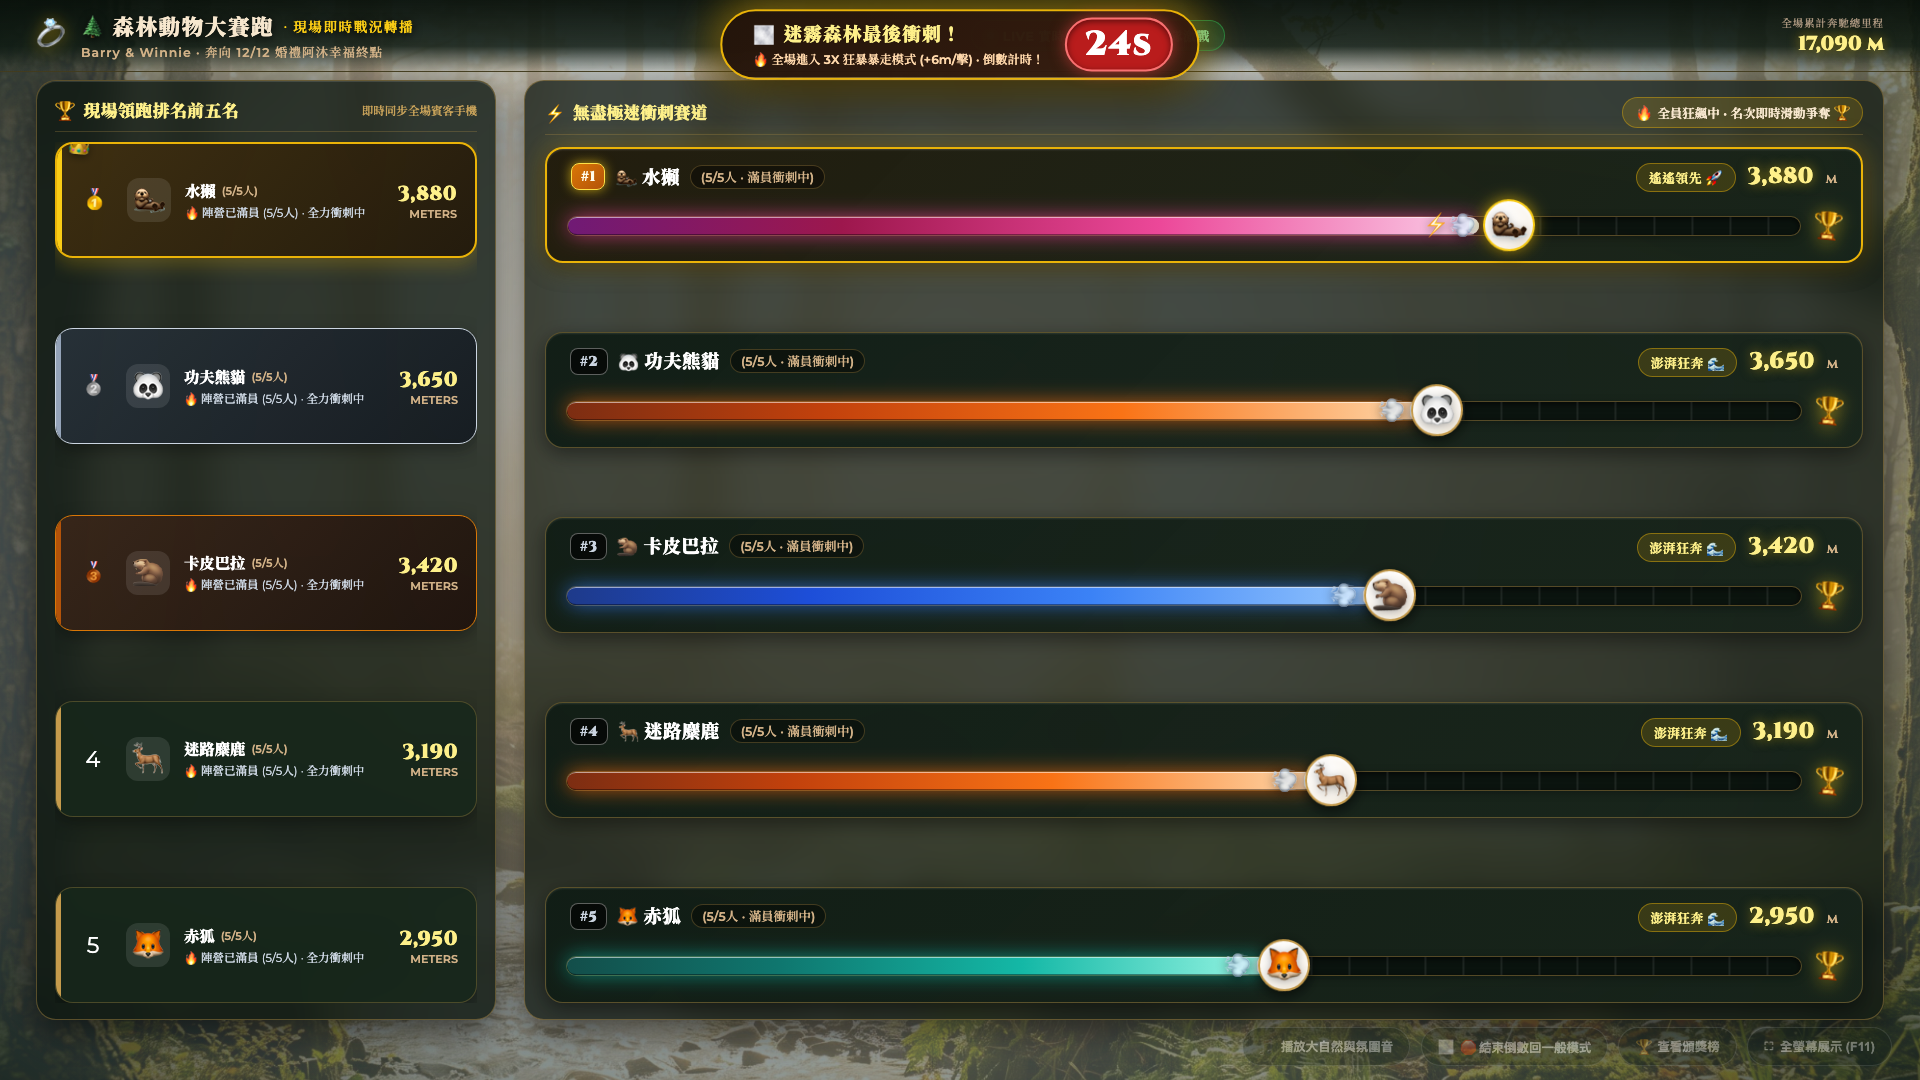 森林動物大賽跑 · 現場即時戰況轉播
Barry & Winnie · 奔向 12/12 婚禮阿沐幸福終點
迷霧森林最後衝刺！
🔥 全場進入 3X 狂暴暴走模式 (+6m/擊) · 倒數計時！
24s
戰
全場累計奔馳總里程
17,090 M
現場領跑排名前五名
即時同步全場賓客手機
1
水獺 (5/5人)
🔥 陣營已滿員 (5/5人) · 全力衝刺中
3,880
METERS
2
功夫熊貓 (5/5人)
🔥 陣營已滿員 (5/5人) · 全力衝刺中
3,650
METERS
3
卡皮巴拉 (5/5人)
🔥 陣營已滿員 (5/5人) · 全力衝刺中
3,420
METERS
4
迷路麋鹿 (5/5人)
🔥 陣營已滿員 (5/5人) · 全力衝刺中
3,190
METERS
5
赤狐 (5/5人)
🔥 陣營已滿員 (5/5人) · 全力衝刺中
2,950
METERS
⚡ 無盡極速衝刺賽道
🔥 全員狂飆中 · 名次即時滑動爭奪 🏆
#1 水獺 (5/5人 · 滿員衝刺中)
遙遙領先 🚀 3,880 M
#2 功夫熊貓 (5/5人 · 滿員衝刺中)
澎湃狂奔 🌊 3,650 M
#3 卡皮巴拉 (5/5人 · 滿員衝刺中)
澎湃狂奔 🌊 3,420 M
#4 迷路麋鹿 (5/5人 · 滿員衝刺中)
澎湃狂奔 🌊 3,190 M
#5 赤狐 (5/5人 · 滿員衝刺中)
澎湃狂奔 🌊 2,950 M
播放大自然與氛圍音
結束倒數回一般模式
查看頒獎榜
全螢幕展示 (F11)